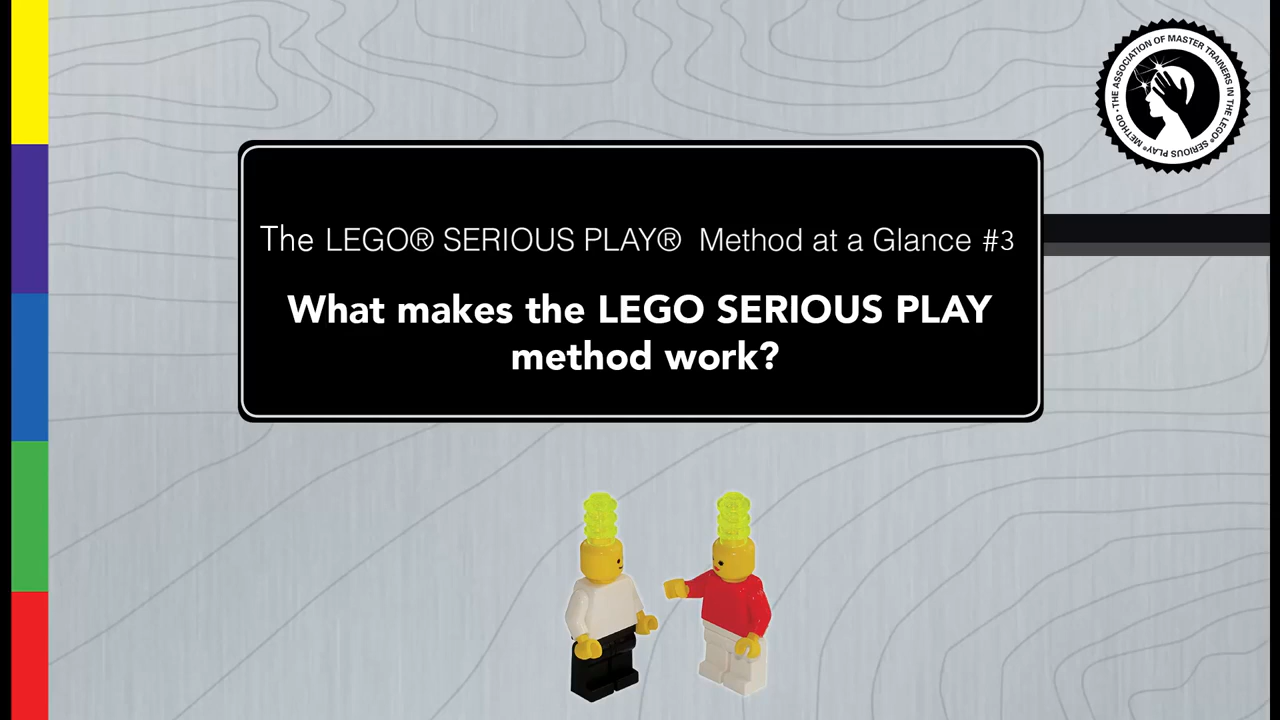 THE ASSOCIATION OF MASTER TRAINERS IN THE LEGO® SERIOUS PLAY® METHOD •
The LEGO® SERIOUS PLAY® Method at a Glance #3
What makes the LEGO SERIOUS PLAY
method work?